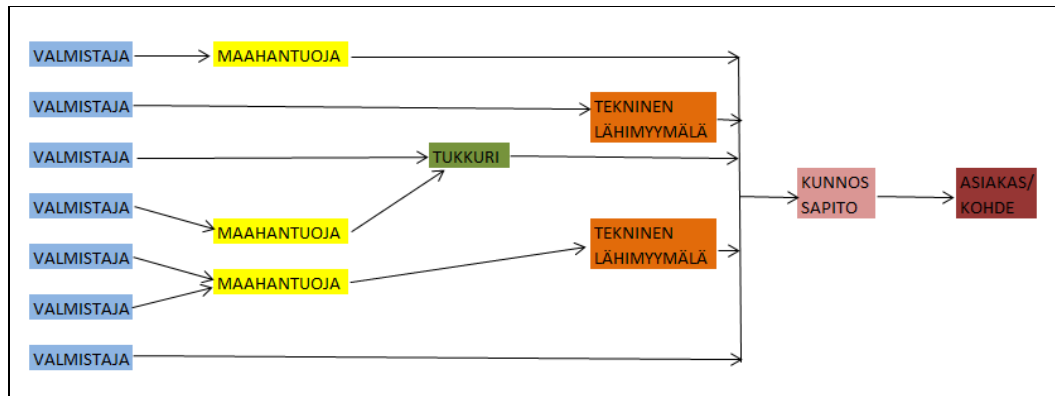 VALMISTAJA
MAAHANTUOJA
VALMISTAJA
TEKNINEN
LÄHIMYYMÄLÄ
VALMISTAJA
TUKKURI
KUNNOS
SAPITO
ASIAKAS/
KOHDE
VALMISTAJA
MAAHANTUOJA
TEKNINEN
LÄHIMYYMÄLÄ
VALMISTAJA
MAAHANTUOJA
VALMISTAJA
VALMISTAJA